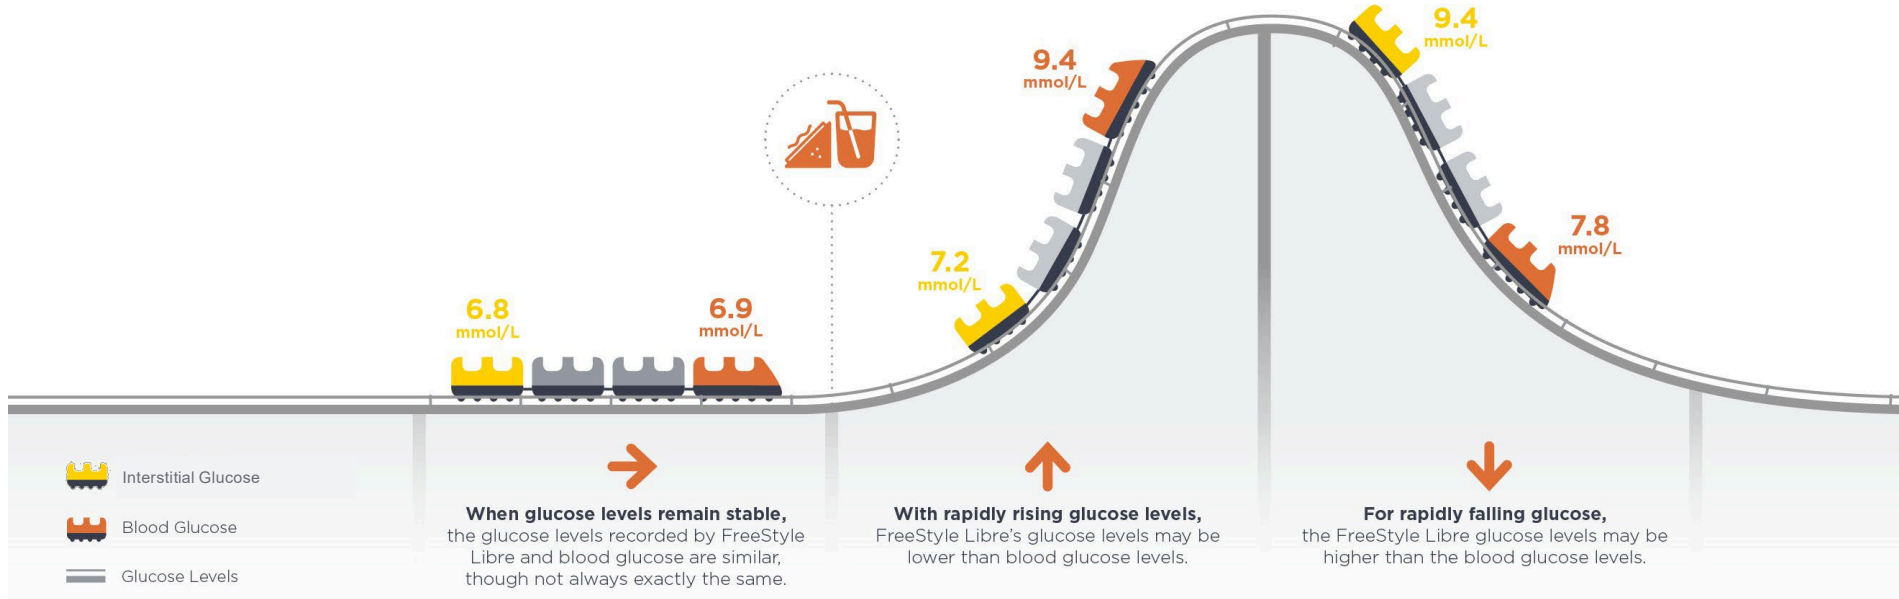 9.4
mmol/L
9.4
mmol/L
7.2
mmol/L
7.8
mmol/L
6.8
mmol/L
6.9
mmol/L
Interstitial Glucose
Blood Glucose
Glucose Levels
When glucose levels remain stable,
the glucose levels recorded by FreeStyle
Libre and blood glucose are similar,
though not always exactly the same.
With rapidly rising glucose levels,
FreeStyle Libre's glucose levels may be
lower than blood glucose levels.
For rapidly falling glucose,
the FreeStyle Libre glucose levels may be
higher than the blood glucose levels.